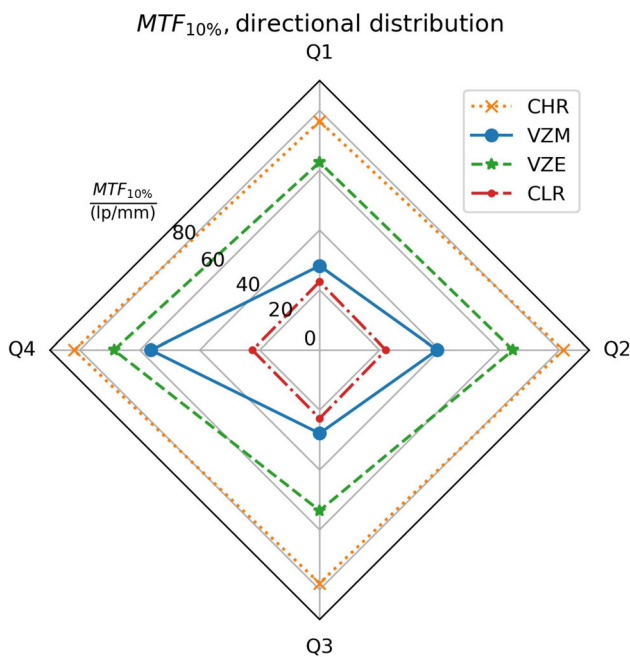 MTF10%, directional distribution
Q1
CHR
VZM
VZE
CLR
MTF10%
(lp/mm)
80
60
40
20
0
Q4
Q2
Q3